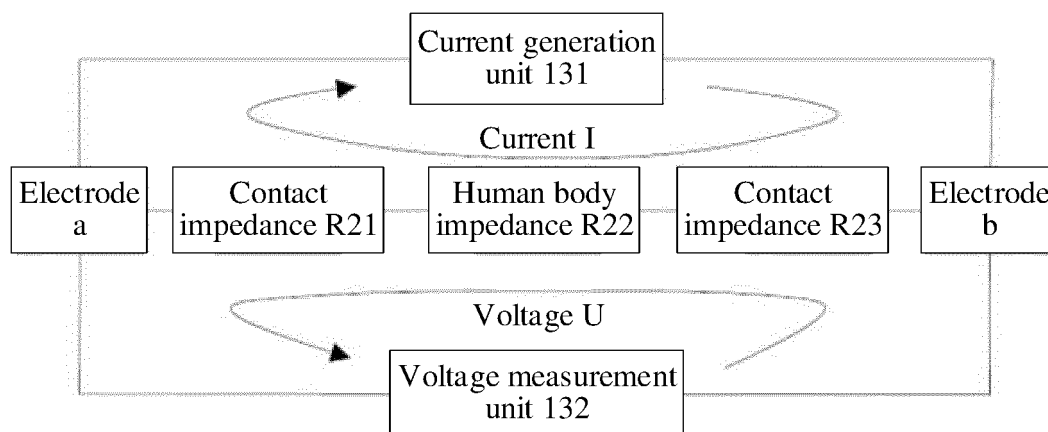 Current generation
unit 131
Current I
Electrode
a
Contact
impedance R21
Human body
impedance R22
Contact
impedance R23
Electrode
b
Voltage U
Voltage measurement
unit 132